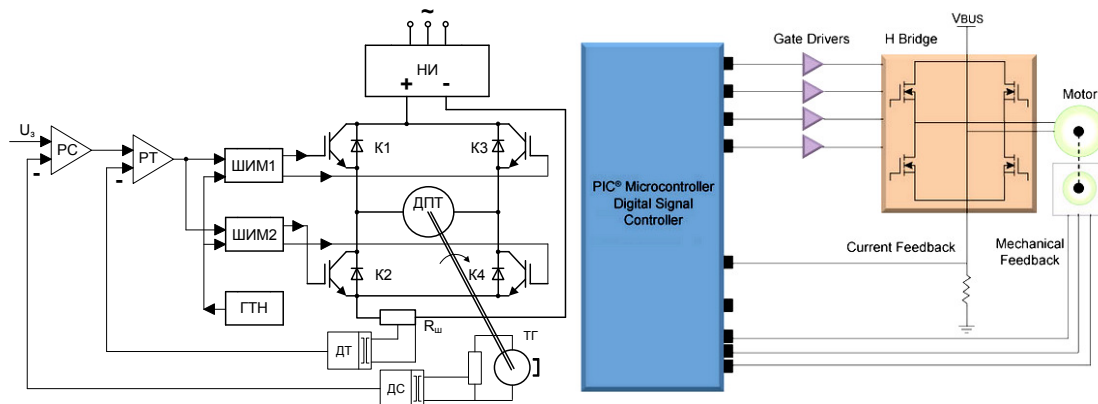 ~
НИ
+ -
Uз
РС
РТ
-
-
ШИМ1
ШИМ2
ГТН
К1
К3
ДПТ
К2
К4
Rш
ТГ
ДТ
ДС
VBUS
Gate Drivers
H Bridge
Motor
PIC® Microcontroller
Digital Signal
Controller
Current Feedback
Mechanical
Feedback